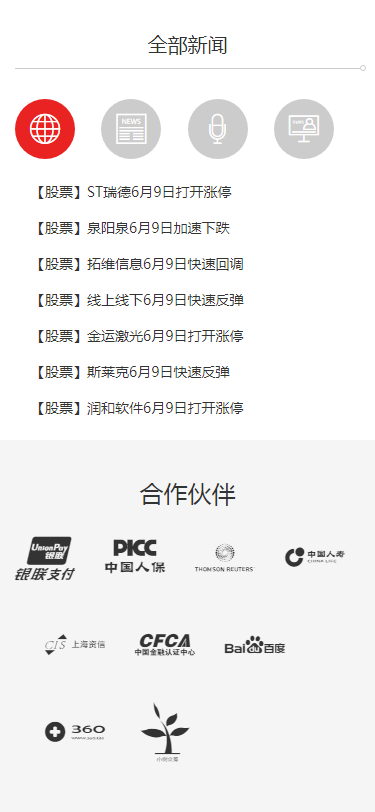 全部新闻
NEWS
【股票】ST瑞德6月9日打开涨停
【股票】泉阳泉6月9日加速下跌
【股票】拓维信息6月9日快速回调
【股票】线上线下6月9日快速反弹
【股票】金运激光6月9日打开涨停
【股票】斯莱克6月9日快速反弹
【股票】润和软件6月9日打开涨停
合作伙伴
UnionPay
银联
银联支付
PICC
中国人保
THOMSON REUTERS
中国人寿
CHINA LIFE
CIS 上海资信
CFCA
中国金融认证中心
Bai du 百度
360